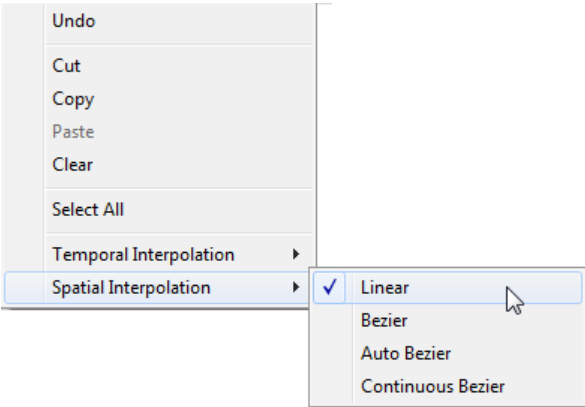 Undo
Cut
Copy
Paste
Clear
Select All
Temporal Interpolation
Spatial Interpolation
Linear
Bezier
Auto Bezier
Continuous Bezier